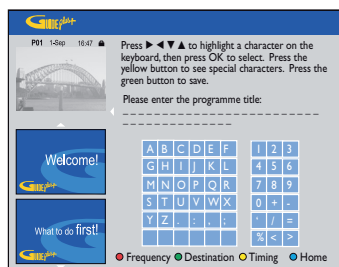 GUIDE plus+
P01 1-Sep 16:47
Press ▶ ◀ ▼ ▲ to highlight a character on the
keyboard, then press OK to select. Press the
yellow button to see special characters. Press the
green button to save.
Please enter the programme title:
A B C D E F 1 2 3
G H I J K L 4 5 6
M N O P Q R 7 8 9
S T U V W X 0 + -
Y Z . : , ; ' / =
% < >
Welcome!
GUIDE plus+
What to do first!
GUIDE plus+
Frequency Destination Timing Home